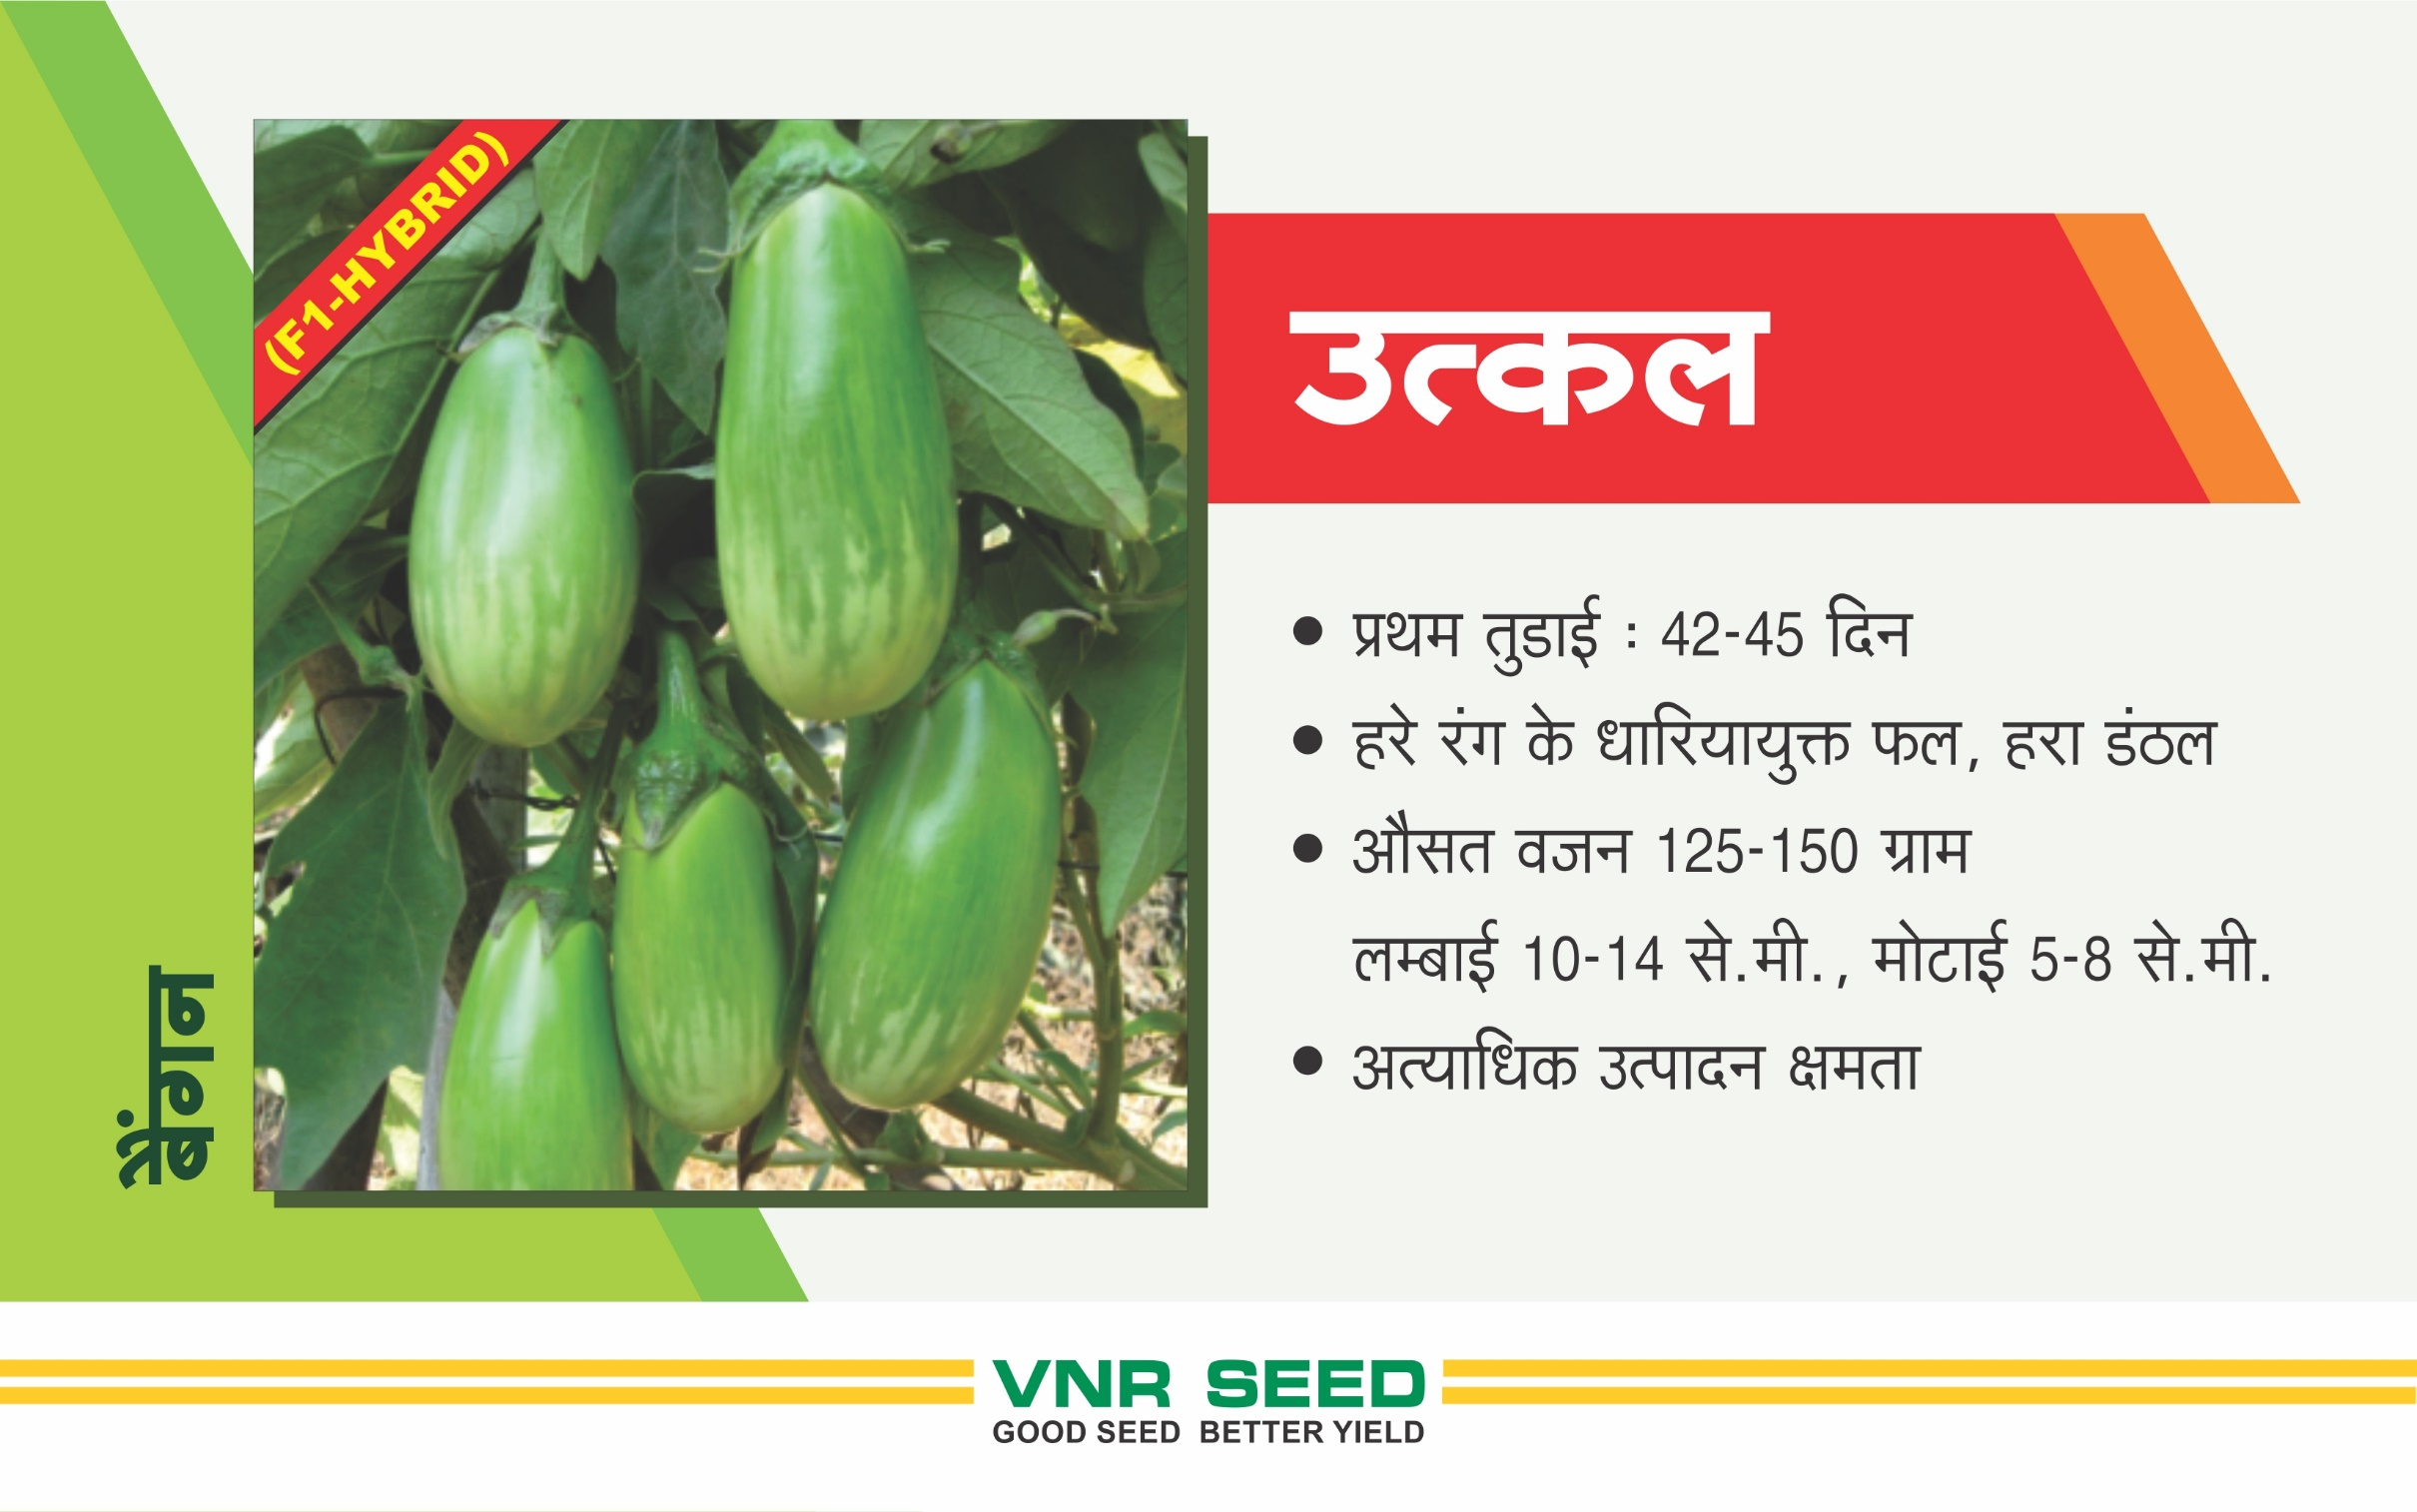 (F1-HYBRID)
उत्कल
• प्रथम तुडाई : 42-45 दिन
• हरे रंग के धारियायुक्त फल, हरा डंठल
• औसत वजन 125-150 ग्राम
लम्बाई 10-14 से.मी., मोटाई 5-8 से.मी.
• अत्याधिक उत्पादन क्षमता
बैंगन
VNR SEED
GOOD SEED BETTER YIELD